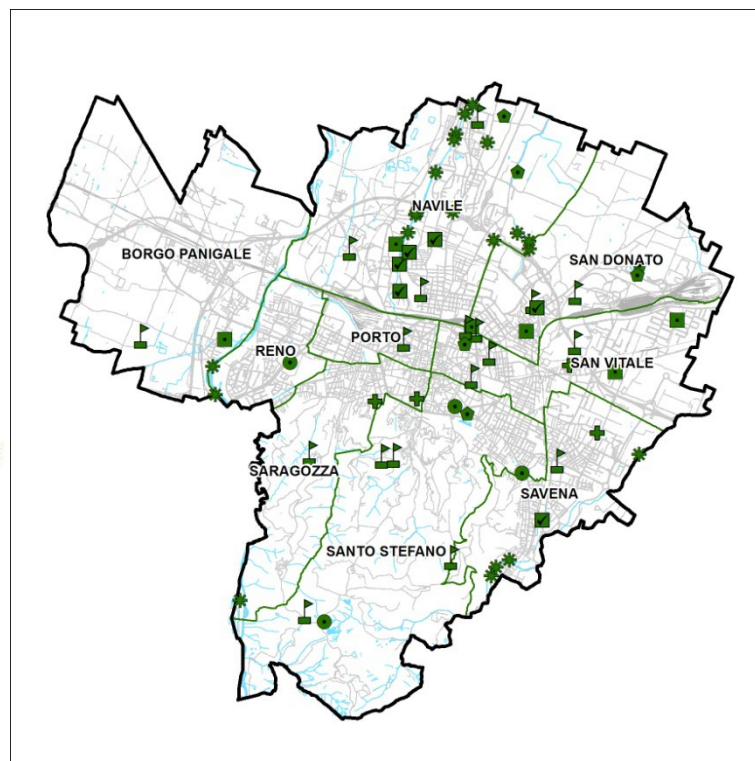 NAVILE
BORGO PANIGALE
SAN DONATO
PORTO
RENO
SAN VITALE
SARAGOZZA
SAVENA
SANTO STEFANO